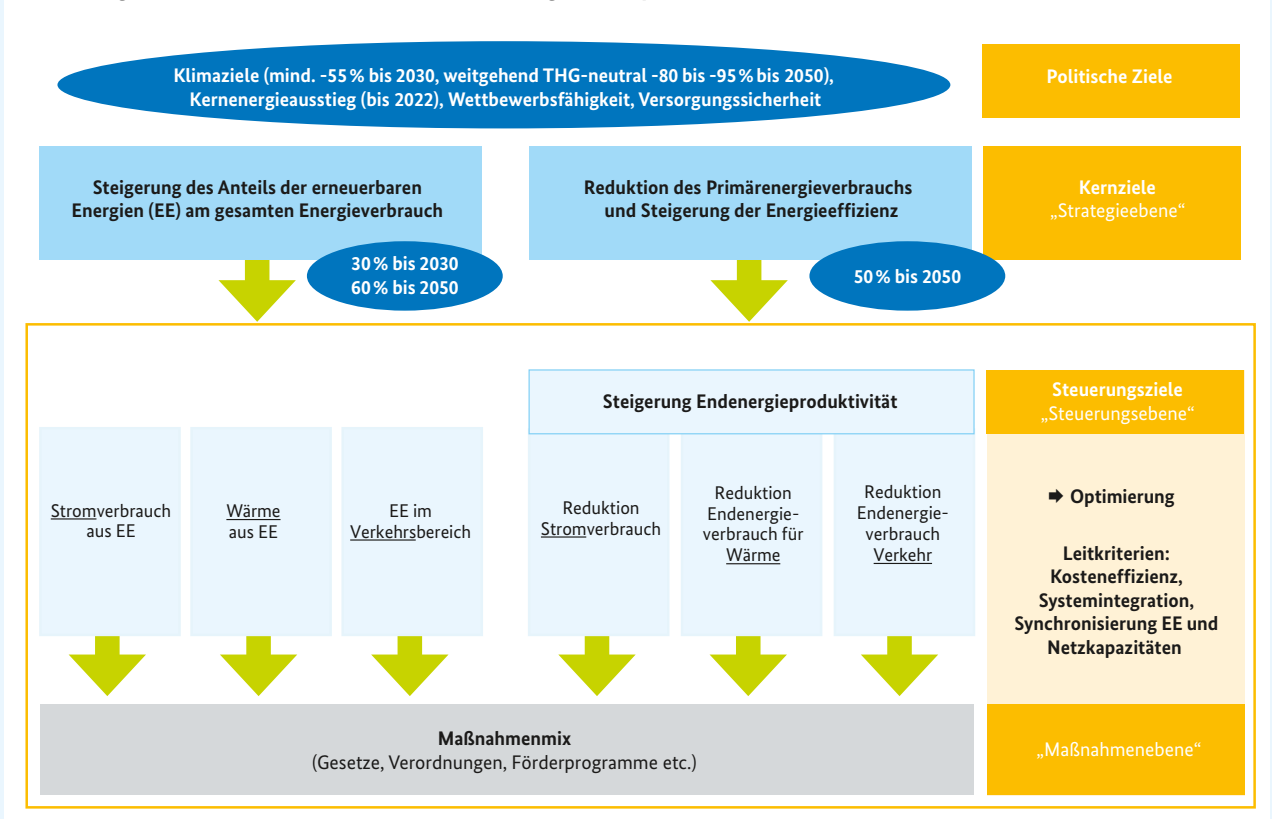 Klimaziele (mind. -55 % bis 2030, weitgehend THG-neutral -80 bis -95 % bis 2050),
Kernenergieausstieg (bis 2022), Wettbewerbsfähigkeit, Versorgungssicherheit
Politische Ziele
Steigerung des Anteils der erneuerbaren
Energien (EE) am gesamten Energieverbrauch
Reduktion des Primärenergieverbrauchs
und Steigerung der Energieeffizienz
Kernziele
„Strategieebene“
30 % bis 2030
60 % bis 2050
50 % bis 2050
Steigerung Endenergieproduktivität
Steuerungsziele
„Steuerungsebene“
Stromverbrauch
aus EE
Wärme
aus EE
EE im
Verkehrsbereich
Reduktion
Stromverbrauch
Reduktion
Endenergie-
verbrauch für
Wärme
Reduktion
Endenergie-
verbrauch
Verkehr
➡ Optimierung
Leitkriterien:
Kosteneffizienz,
Systemintegration,
Synchronisierung EE und
Netzkapazitäten
Maßnahmenmix
(Gesetze, Verordnungen, Förderprogramme etc.)
„Maßnahmenebene“